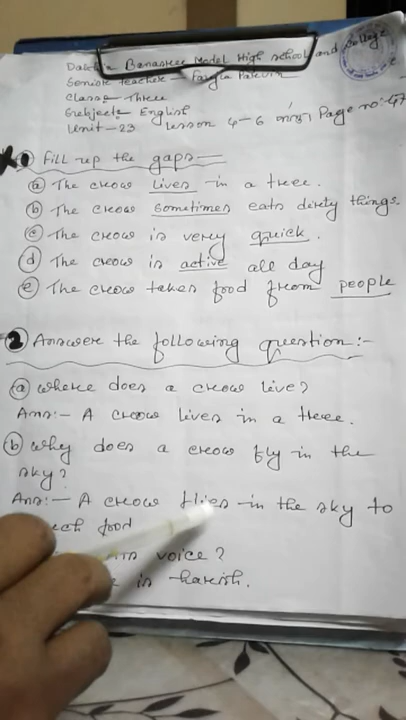 Banasree Model High school and college
Senior teacher — Fargia Parvin
Class — Three
Subject: English
Unit-23 Lesson 4-6 Page no:-47
1 Fill up the gaps—
a The crow lives in a tree.
b The crow sometimes eats dirty things.
c The crow is very quick.
d The crow is active all day
e The crow takes food from people
2 Answer the following question:-
a where does a crow live?
Ans:- A crow lives in a tree.
b why does a crow fly in the
sky?
Ans:- A crow flies in the sky to
food
voice?
is harsh.